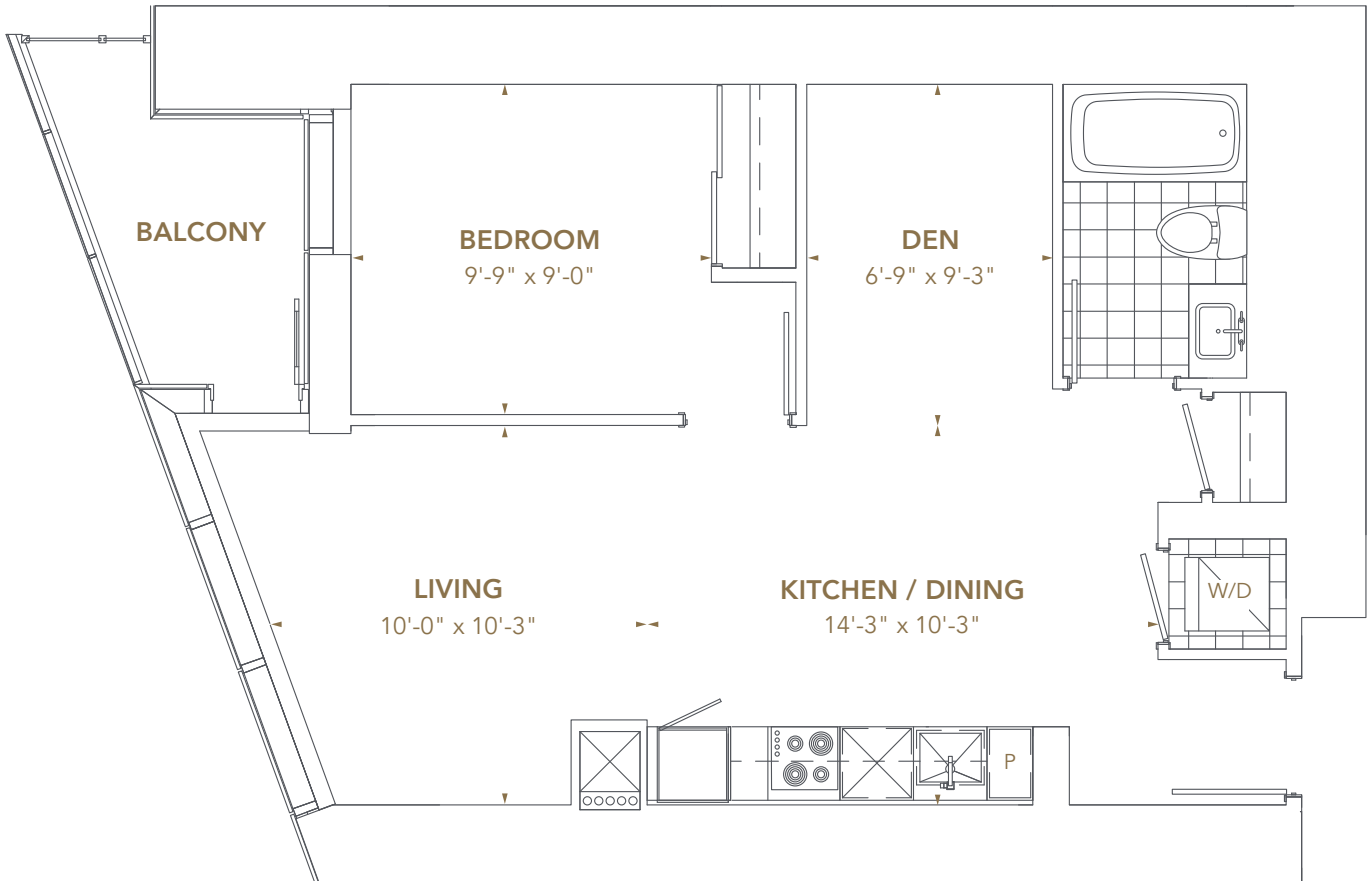 BALCONY
BEDROOM
9'-9" x 9'-0"
DEN
6'-9" x 9'-3"
LIVING
10'-0" x 10'-3"
KITCHEN / DINING
14'-3" x 10'-3"
W/D
P